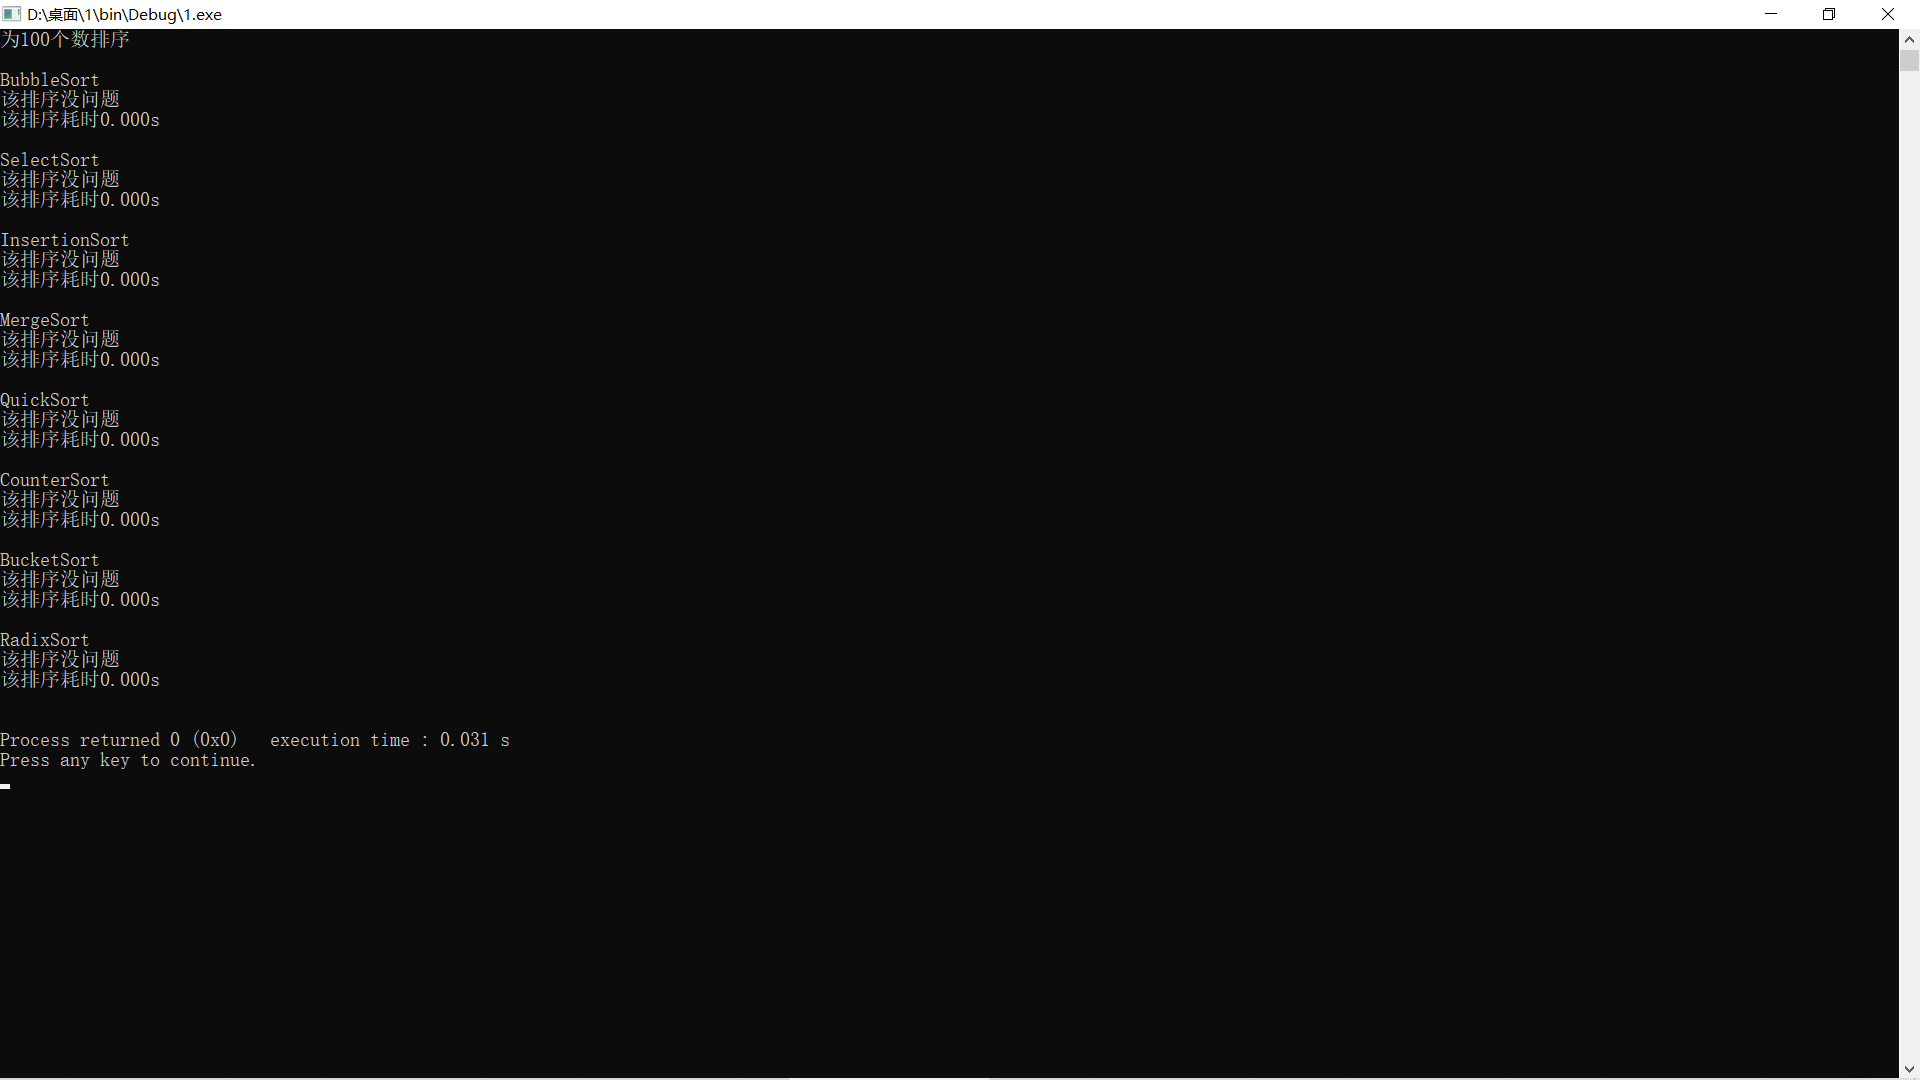 D:\桌面\1\bin\Debug\1.exe
为100个数排序
BubbleSort
该排序没问题
该排序耗时0.000s
SelectSort
该排序没问题
该排序耗时0.000s
InsertionSort
该排序没问题
该排序耗时0.000s
MergeSort
该排序没问题
该排序耗时0.000s
QuickSort
该排序没问题
该排序耗时0.000s
CounterSort
该排序没问题
该排序耗时0.000s
BucketSort
该排序没问题
该排序耗时0.000s
RadixSort
该排序没问题
该排序耗时0.000s
Process returned 0 (0x0)   execution time : 0.031 s
Press any key to continue.